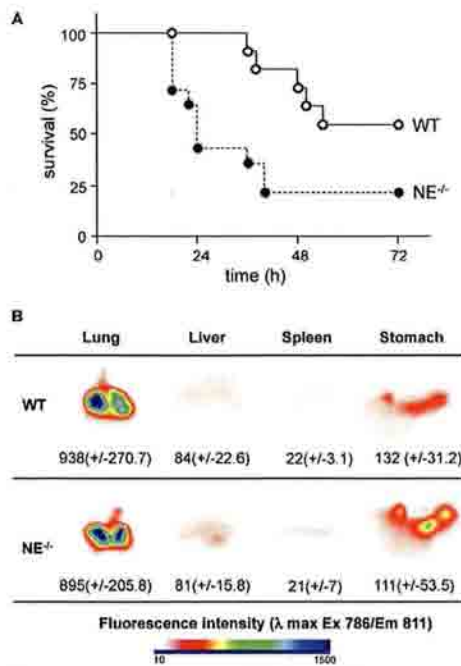 A
100
75
50
25
survival (%)
WT
NE-/-
0
24
48
72
time (h)
B
Lung Liver Spleen Stomach
WT
938(+/-270.7) 84(+/-22.6) 22(+/-3.1) 132 (+/-31.2)
NE-/-
895(+/-205.8) 81(+/-15.8) 21(+/-7) 111(+/-53.5)
Fluorescence intensity (λ max Ex 786/Em 811)
10 1500